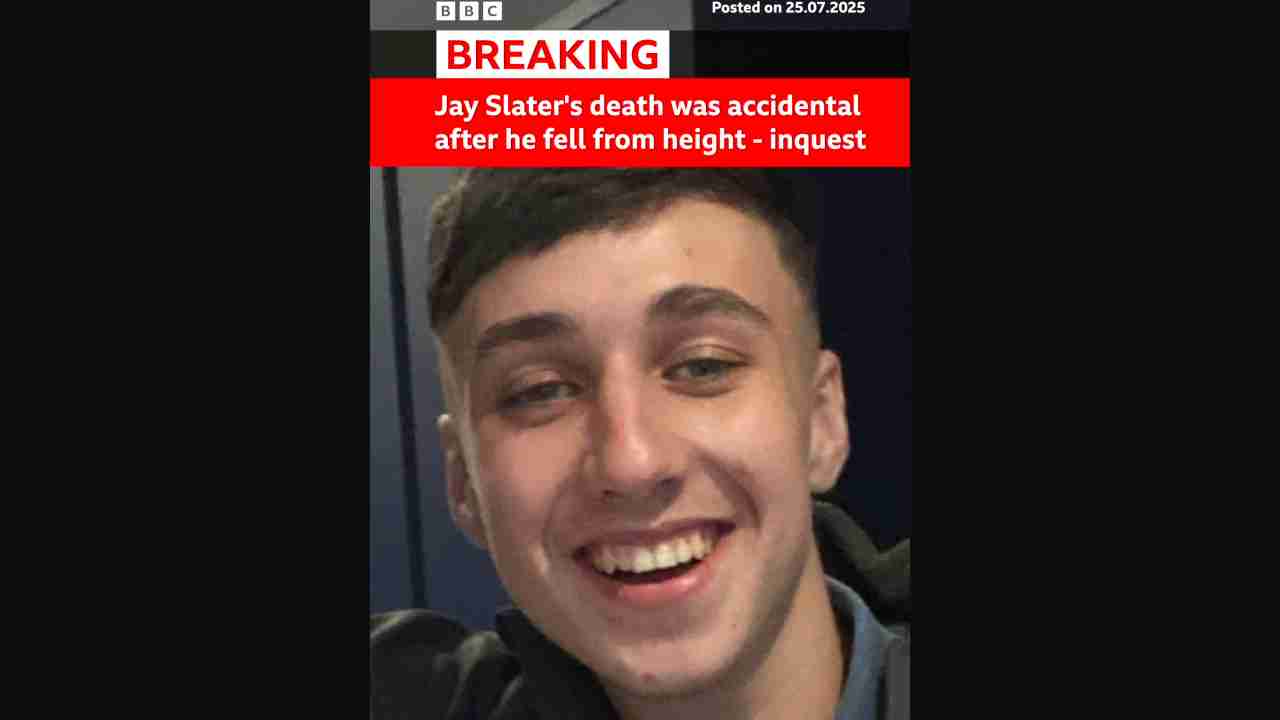 BBC
Posted on 25.07.2025
BREAKING
Jay Slater's death was accidental
after he fell from height - inquest